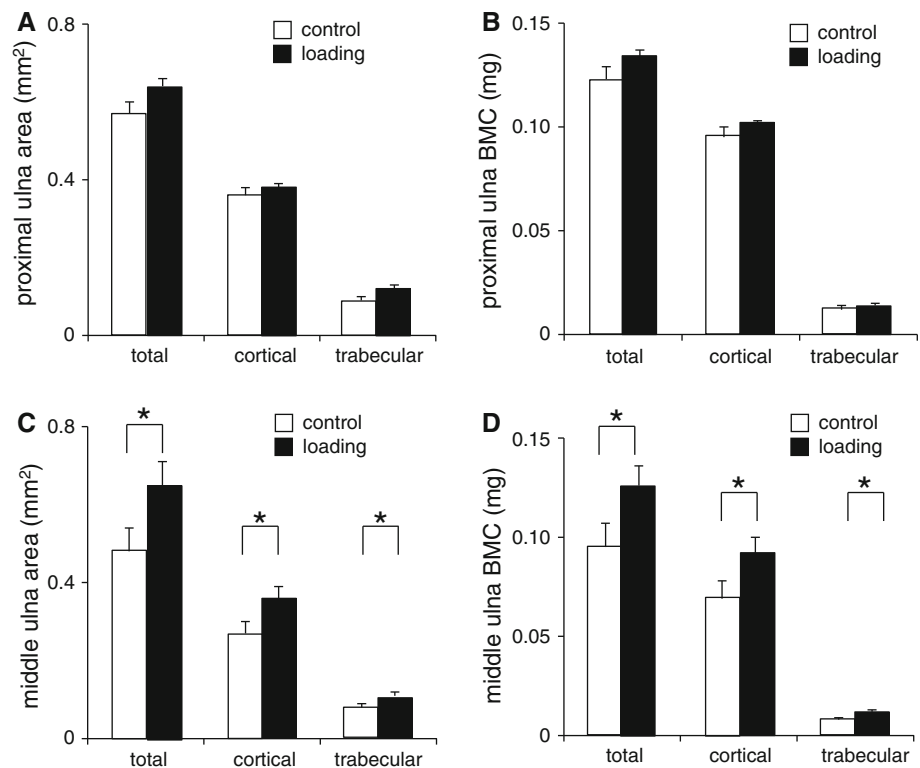 A
proximal ulna area (mm²)
0.8
0.4
0
control
loading
total cortical trabecular
B
proximal ulna BMC (mg)
0.15
0.10
0.05
0
control
loading
total cortical trabecular
C
middle ulna area (mm²)
0.8
0.4
0
control
loading
* * *
total cortical trabecular
D
middle ulna BMC (mg)
0.15
0.10
0.05
0
control
loading
* * *
total cortical trabecular